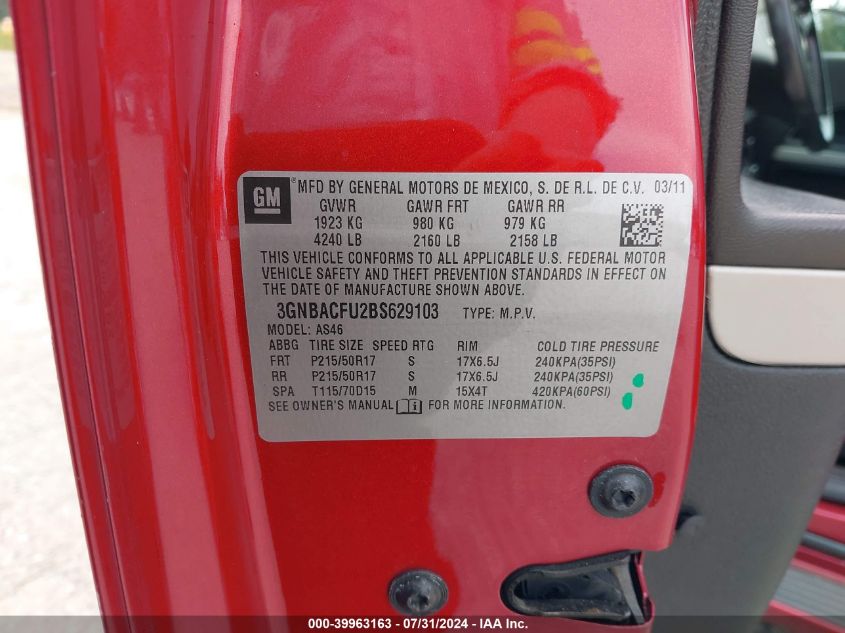 GM ® MFD BY GENERAL MOTORS DE MEXICO, S. DE R.L. DE C.V. 03/11
GVWR GAWR FRT GAWR RR
1923 KG 980 KG 979 KG
4240 LB 2160 LB 2158 LB
THIS VEHICLE CONFORMS TO ALL APPLICABLE U.S. FEDERAL MOTOR
VEHICLE SAFETY AND THEFT PREVENTION STANDARDS IN EFFECT ON
THE DATE OF MANUFACTURE SHOWN ABOVE.
3GNBACFU2BS629103 TYPE: M.P.V.
MODEL: AS46
ABBG TIRE SIZE SPEED RTG RIM COLD TIRE PRESSURE
FRT P215/50R17 S 17X6.5J 240KPA(35PSI)
RR P215/50R17 S 17X6.5J 240KPA(35PSI)
SPA T115/70D15 M 15X4T 420KPA(60PSI)
SEE OWNER'S MANUAL FOR MORE INFORMATION.
000-39963163 - 07/31/2024 - IAA Inc.